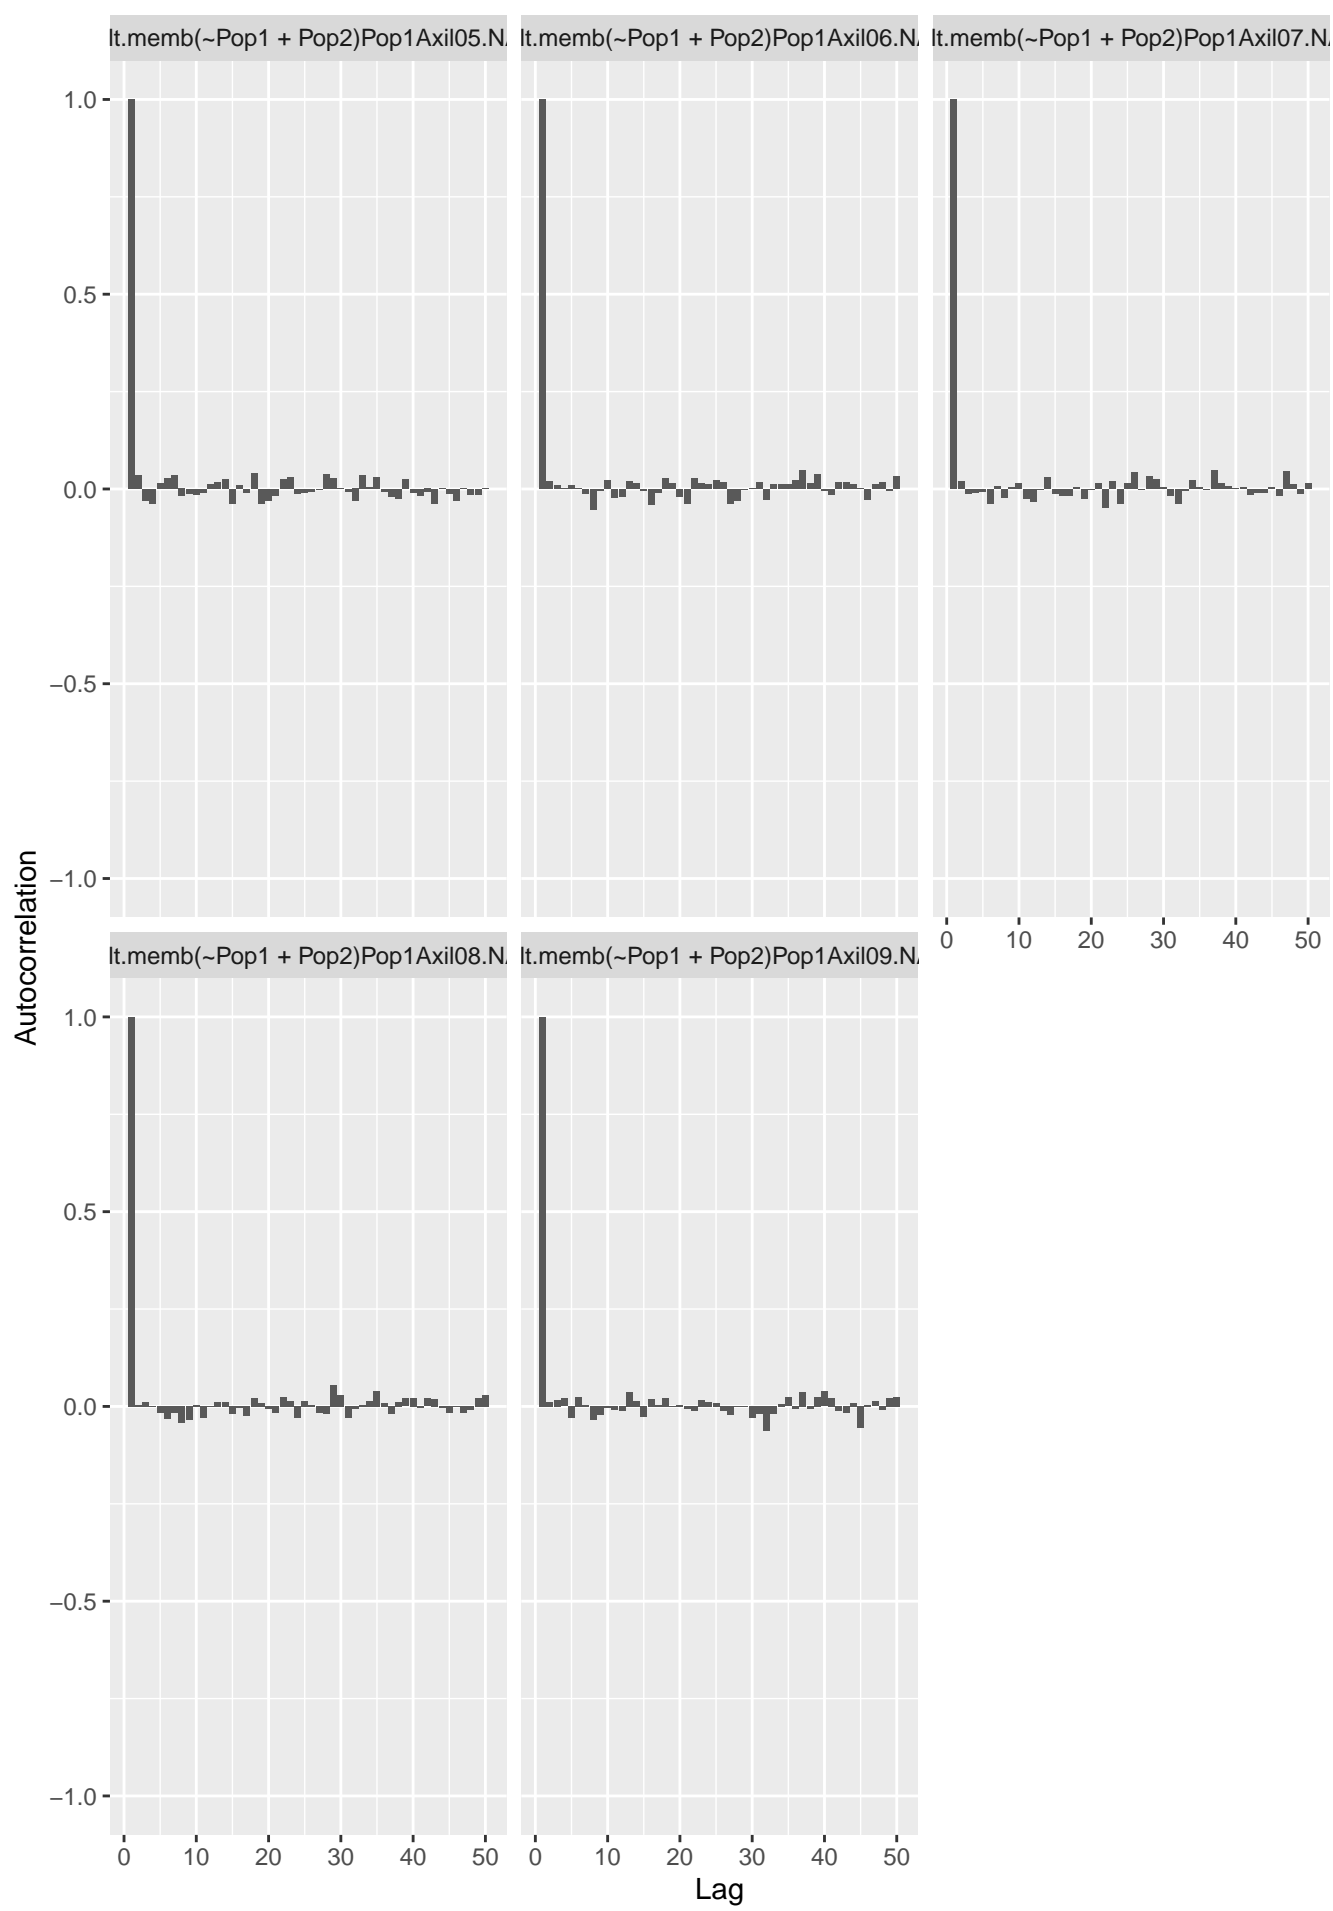 lt.memb(~Pop1 + Pop2)Pop1Axil05.N
lt.memb(~Pop1 + Pop2)Pop1Axil06.N
lt.memb(~Pop1 + Pop2)Pop1Axil07.N
1.0
0.5
0.0
−0.5
−1.0
0 10 20 30 40 50
Autocorrelation
lt.memb(~Pop1 + Pop2)Pop1Axil08.N
lt.memb(~Pop1 + Pop2)Pop1Axil09.N
1.0
0.5
0.0
−0.5
−1.0
0 10 20 30 40 50
0 10 20 30 40 50
Lag